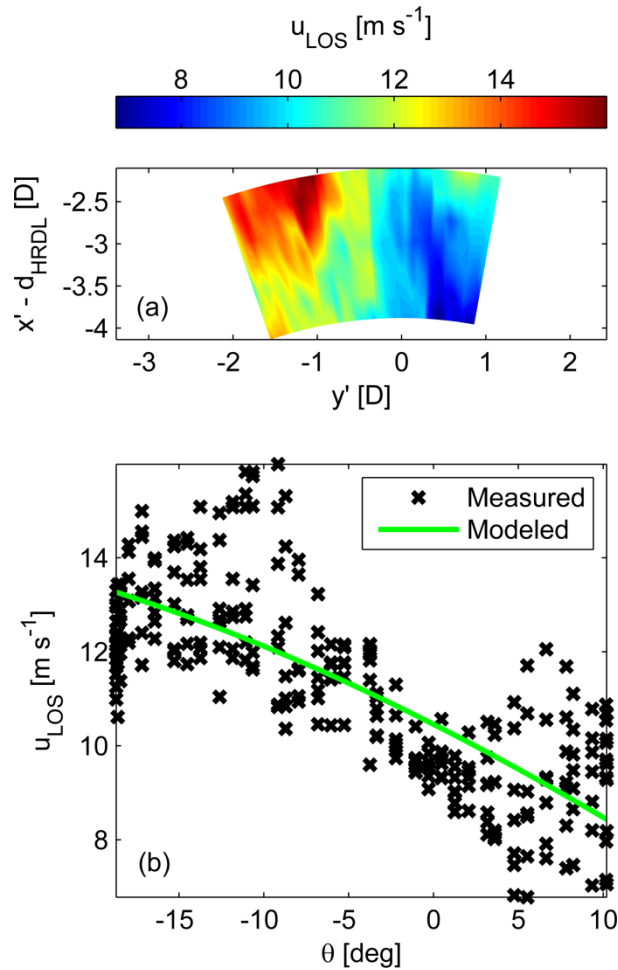 u_LOS [m s^-1]
8 10 12 14
x' - d_HRDL [D]
-2.5
-3
-3.5
-4
(a)
-3 -2 -1 0 1 2
y' [D]
u_LOS [m s^-1]
14
12
10
8
Measured
Modeled
(b)
-15 -10 -5 0 5 10
θ [deg]